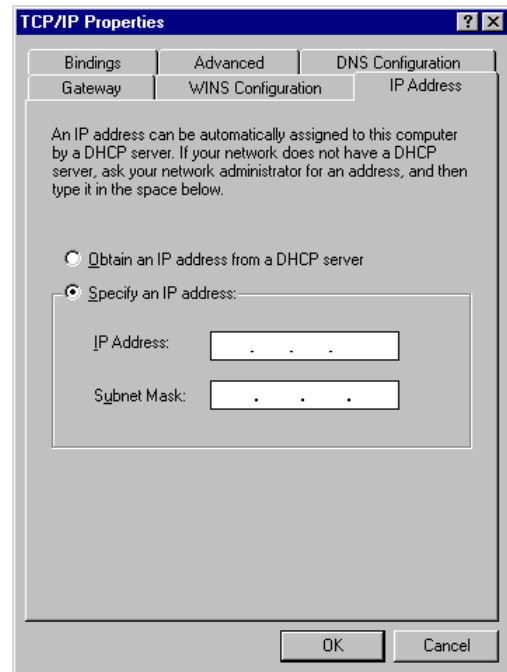 TCP/IP Properties
Bindings Advanced DNS Configuration
Gateway WINS Configuration IP Address
An IP address can be automatically assigned to this computer
by a DHCP server. If your network does not have a DHCP
server, ask your network administrator for an address, and then
type it in the space below.
Obtain an IP address from a DHCP server
Specify an IP address:
IP Address: . . .
Subnet Mask: . . .
OK Cancel